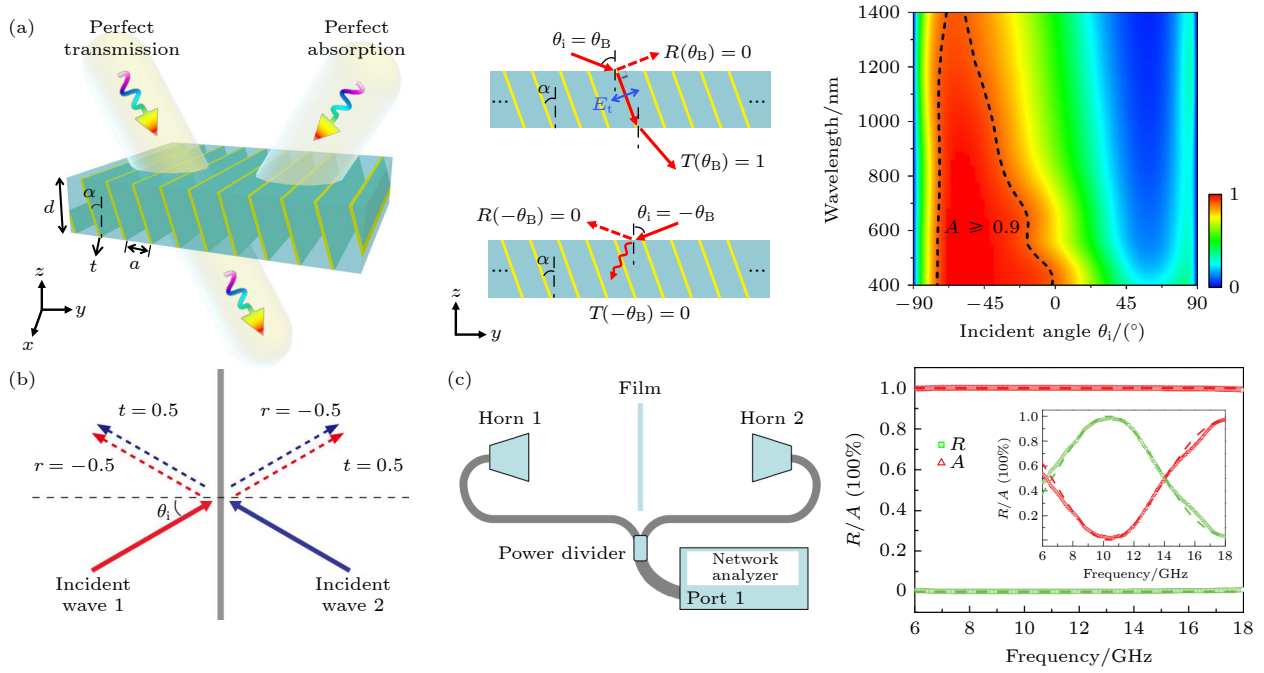 (a)
Perfect
transmission
Perfect
absorption
d
α
t
a
z
y
x
θi = θB
R(θB) = 0
α
...
...
Et
T(θB) = 1
R(−θB) = 0
θi = −θB
α
...
...
T(−θB) = 0
z
y
Wavelength/nm
1400
1200
1000
800
600
400
A ⩾ 0.9
1
0
−90
−45
0
45
90
Incident angle θi/(°)
(b)
t = 0.5
r = −0.5
r = −0.5
t = 0.5
θi
Incident
wave 1
Incident
wave 2
(c)
Film
Horn 1
Horn 2
Power divider
Network
analyzer
Port 1
R/A (100%)
1.0
0.8
0.6
0.4
0.2
0
R
A
R/A (100%)
1.0
0.8
0.6
0.4
0.2
6 8 10 12 14 16 18
Frequency/GHz
6 8 10 12 14 16 18
Frequency/GHz